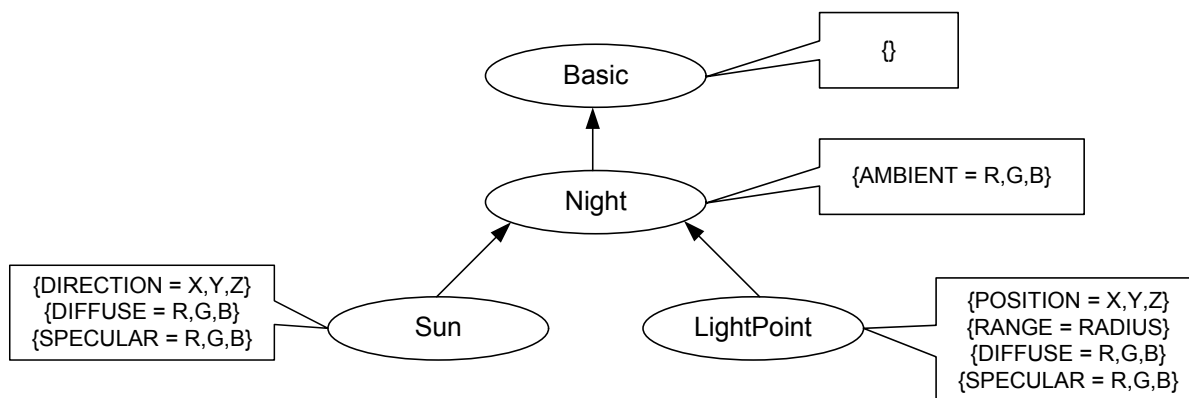 {}
Basic
{AMBIENT = R,G,B}
Night
{DIRECTION = X,Y,Z}
{DIFFUSE = R,G,B}
{SPECULAR = R,G,B}
Sun
LightPoint
{POSITION = X,Y,Z}
{RANGE = RADIUS}
{DIFFUSE = R,G,B}
{SPECULAR = R,G,B}